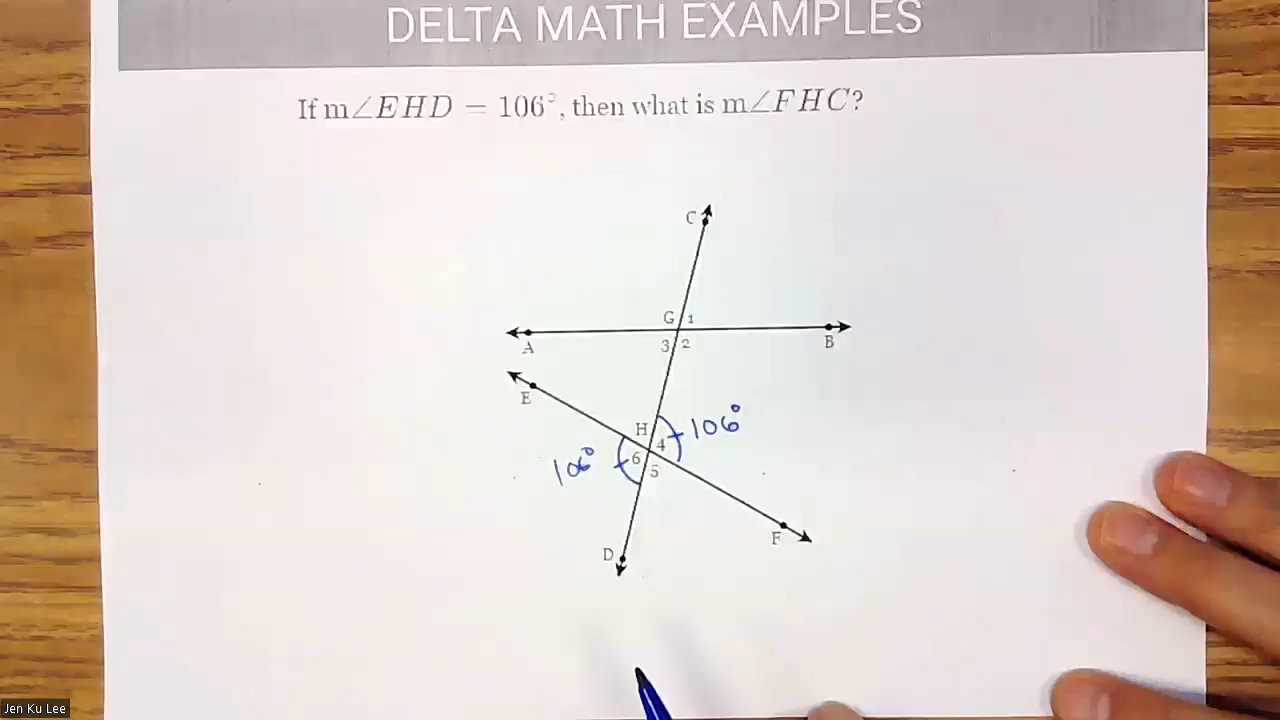 DELTA MATH EXAMPLES
If m∠EHD = 106°, then what is m∠FHC?
C
G 1
A 3 2 B
E
H 4 106°
106° 6 5
D F
Jen Ku Lee